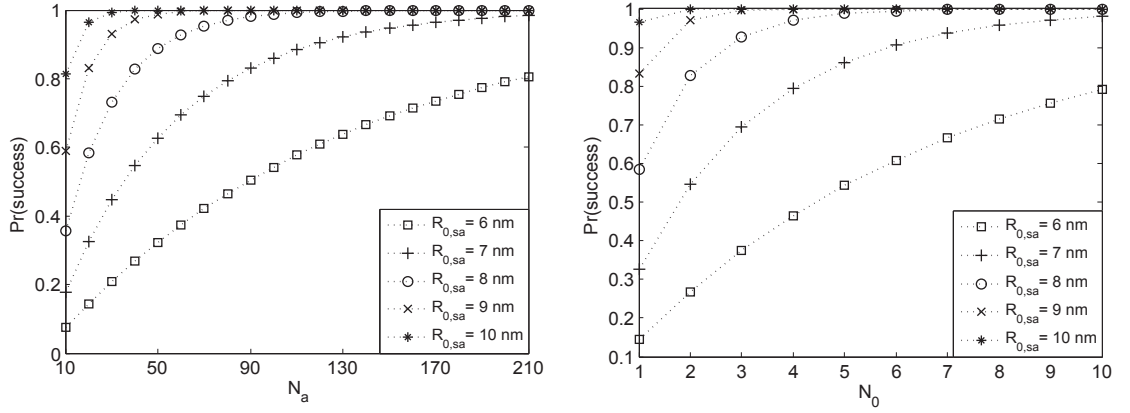 1
0.8
0.6
0.4
0.2
0
Pr(success)
10 50 90 130 170 210
N_a
R_0,sa = 6 nm
R_0,sa = 7 nm
R_0,sa = 8 nm
R_0,sa = 9 nm
R_0,sa = 10 nm
1
0.9
0.8
0.7
0.6
0.5
0.4
0.3
0.2
0.1
Pr(success)
1 2 3 4 5 6 7 8 9 10
N_0
R_0,sa = 6 nm
R_0,sa = 7 nm
R_0,sa = 8 nm
R_0,sa = 9 nm
R_0,sa = 10 nm